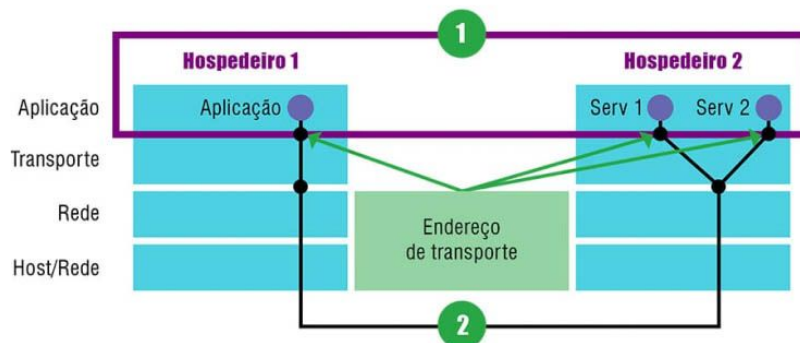 1
Hospedeiro 1
Hospedeiro 2
Aplicação
Aplicação
Serv 1
Serv 2
Transporte
Rede
Endereço
de transporte
Host/Rede
2